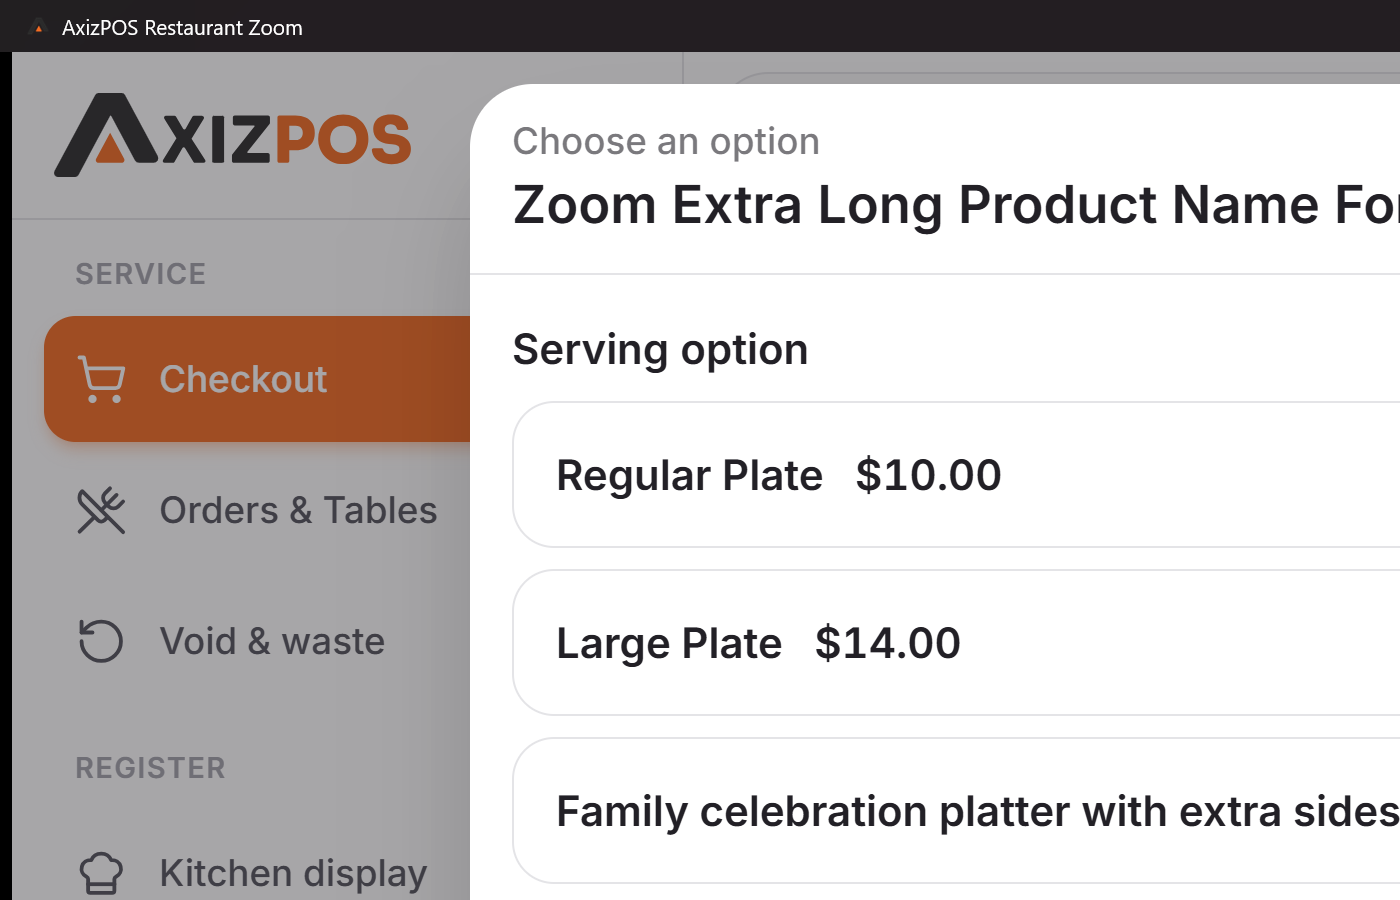 AxizPOS Restaurant Zoom
AXIZPOS
Choose an option
Zoom Extra Long Product Name For
SERVICE
Checkout
Orders & Tables
Void & waste
REGISTER
Kitchen display
Serving option
Regular Plate $10.00
Large Plate $14.00
Family celebration platter with extra sides